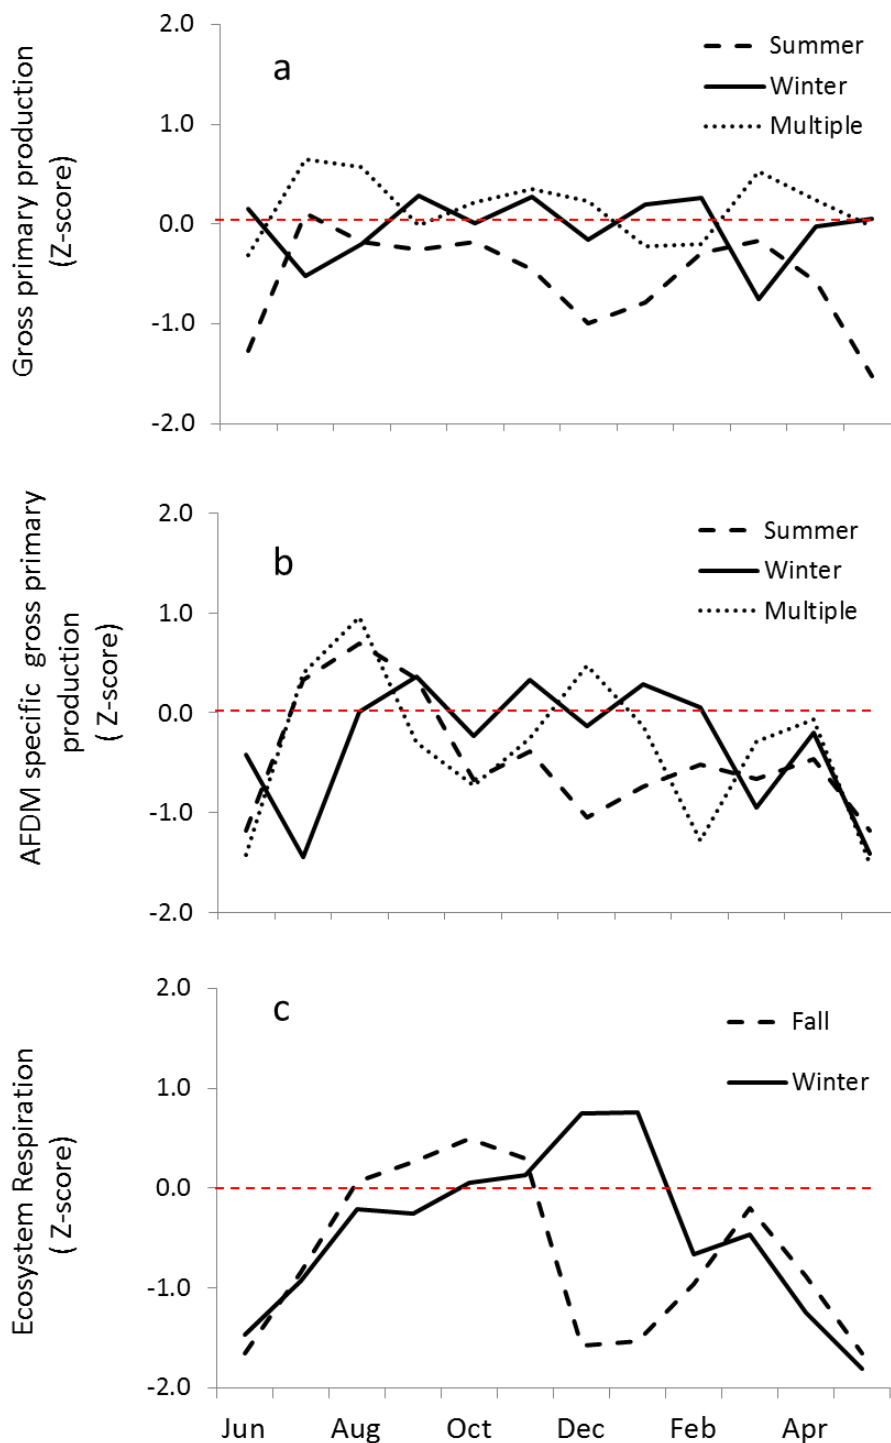 Gross primary production
(Z-score)
2.0
1.0
0.0
-1.0
-2.0
a
Summer
Winter
Multiple
AFDM specific gross primary
production
( Z-score)
2.0
1.0
0.0
-1.0
-2.0
b
Summer
Winter
Multiple
Ecosystem Respiration
( Z-score)
2.0
1.0
0.0
-1.0
-2.0
c
Fall
Winter
Jun Aug Oct Dec Feb Apr